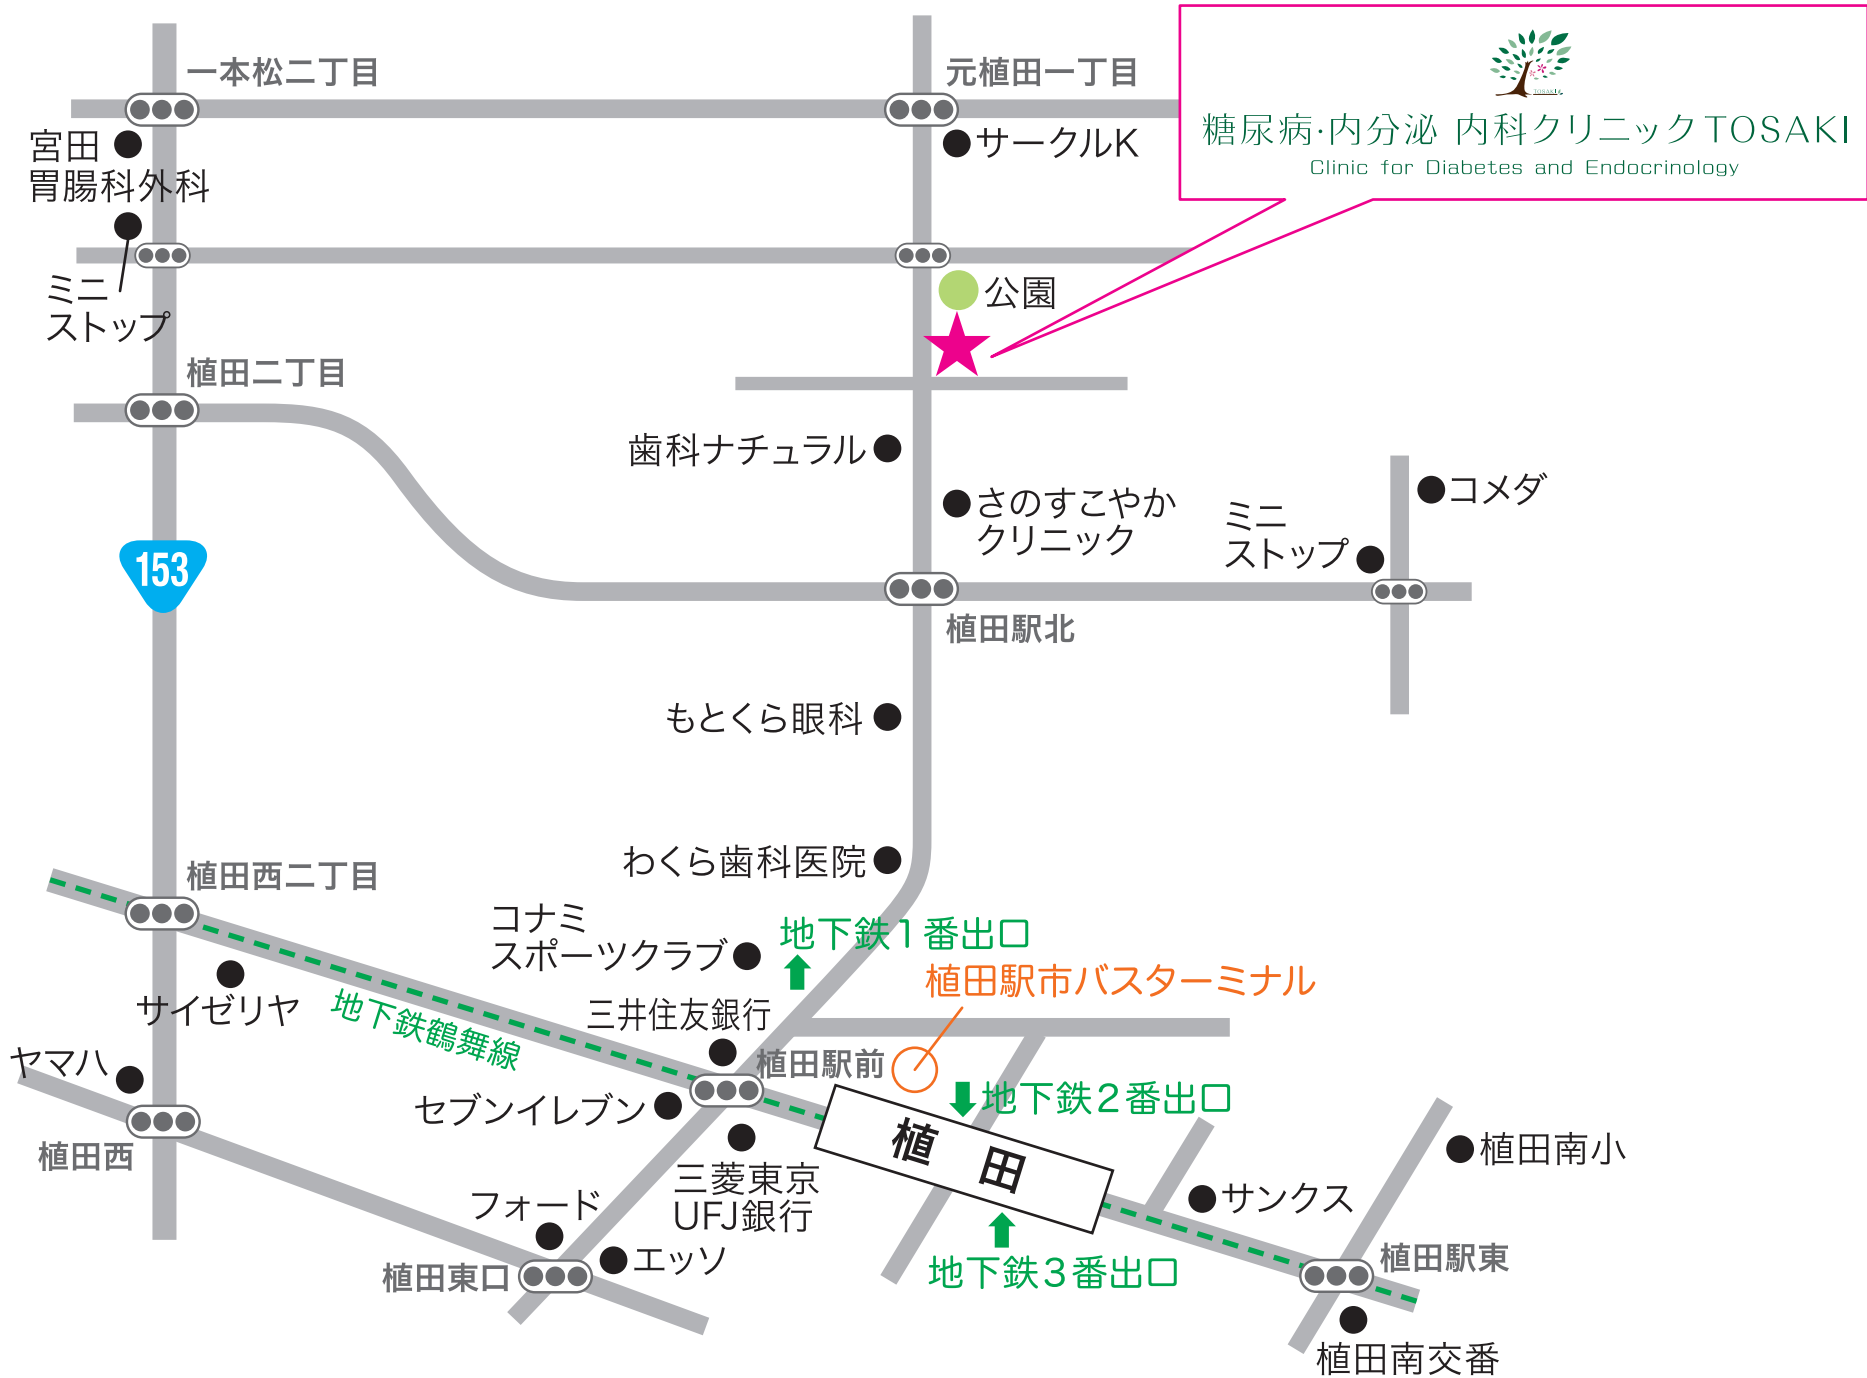 一本松二丁目
元植田一丁目
TOSAKI
糖尿病・内分泌 内科クリニックTOSAKI
Clinic for Diabetes and Endocrinology
宮田
胃腸科外科
サークルK
ミニ
ストップ
公園
植田二丁目
歯科ナチュラル
さのすこやか
クリニック
ミニ
ストップ
コメダ
153
植田駅北
もとくら眼科
わくら歯科医院
植田西二丁目
コナミ
スポーツクラブ
地下鉄1番出口
植田駅市バスターミナル
サイゼリヤ
地下鉄鶴舞線
三井住友銀行
ヤマハ
植田駅前
セブンイレブン
地下鉄2番出口
植田
植田西
三菱東京
UFJ銀行
植田南小
サンクス
フォード
エッソ
植田東口
地下鉄3番出口
植田駅東
植田南交番